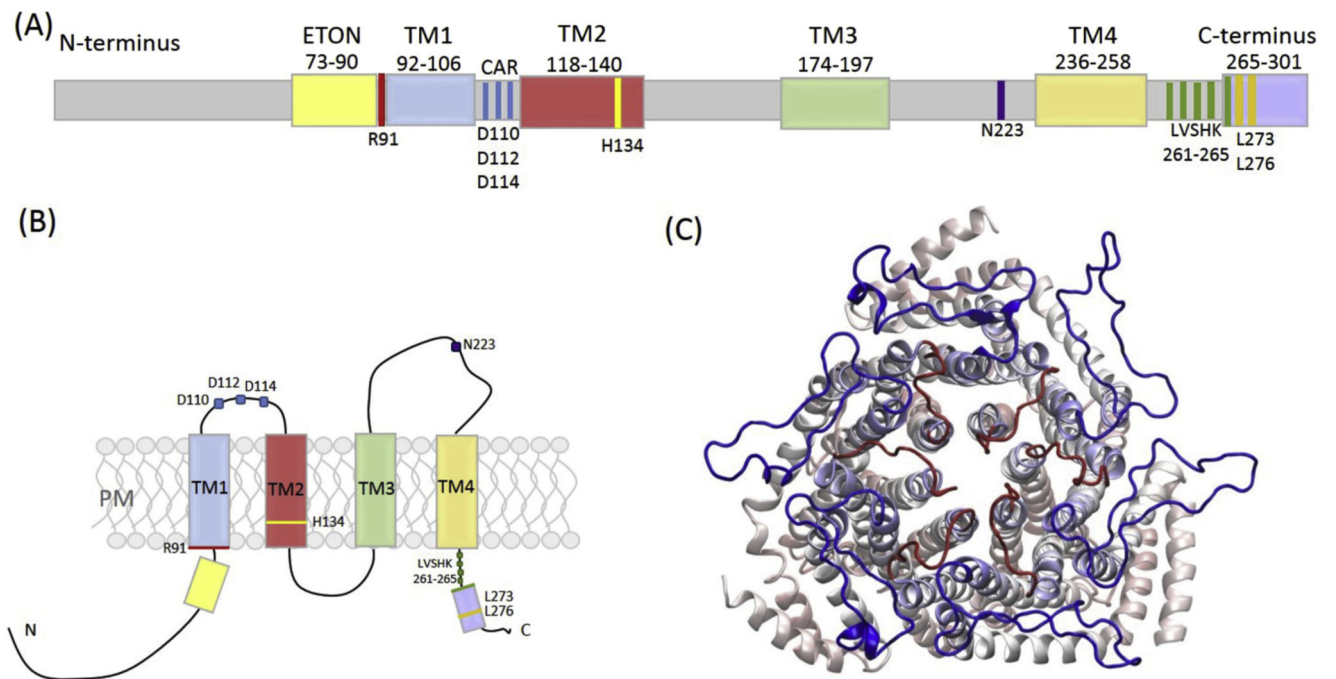 (A)
N-terminus
ETON
73-90
TM1
92-106
CAR
TM2
118-140
TM3
174-197
TM4
236-258
C-terminus
265-301
R91
D110
D112
D114
H134
N223
LVSHK
261-265
L273
L276
(B)
N223
D110
D112
D114
PM
TM1
TM2
TM3
TM4
H134
R91
LVSHK
261-265
L273
L276
N
C
(C)